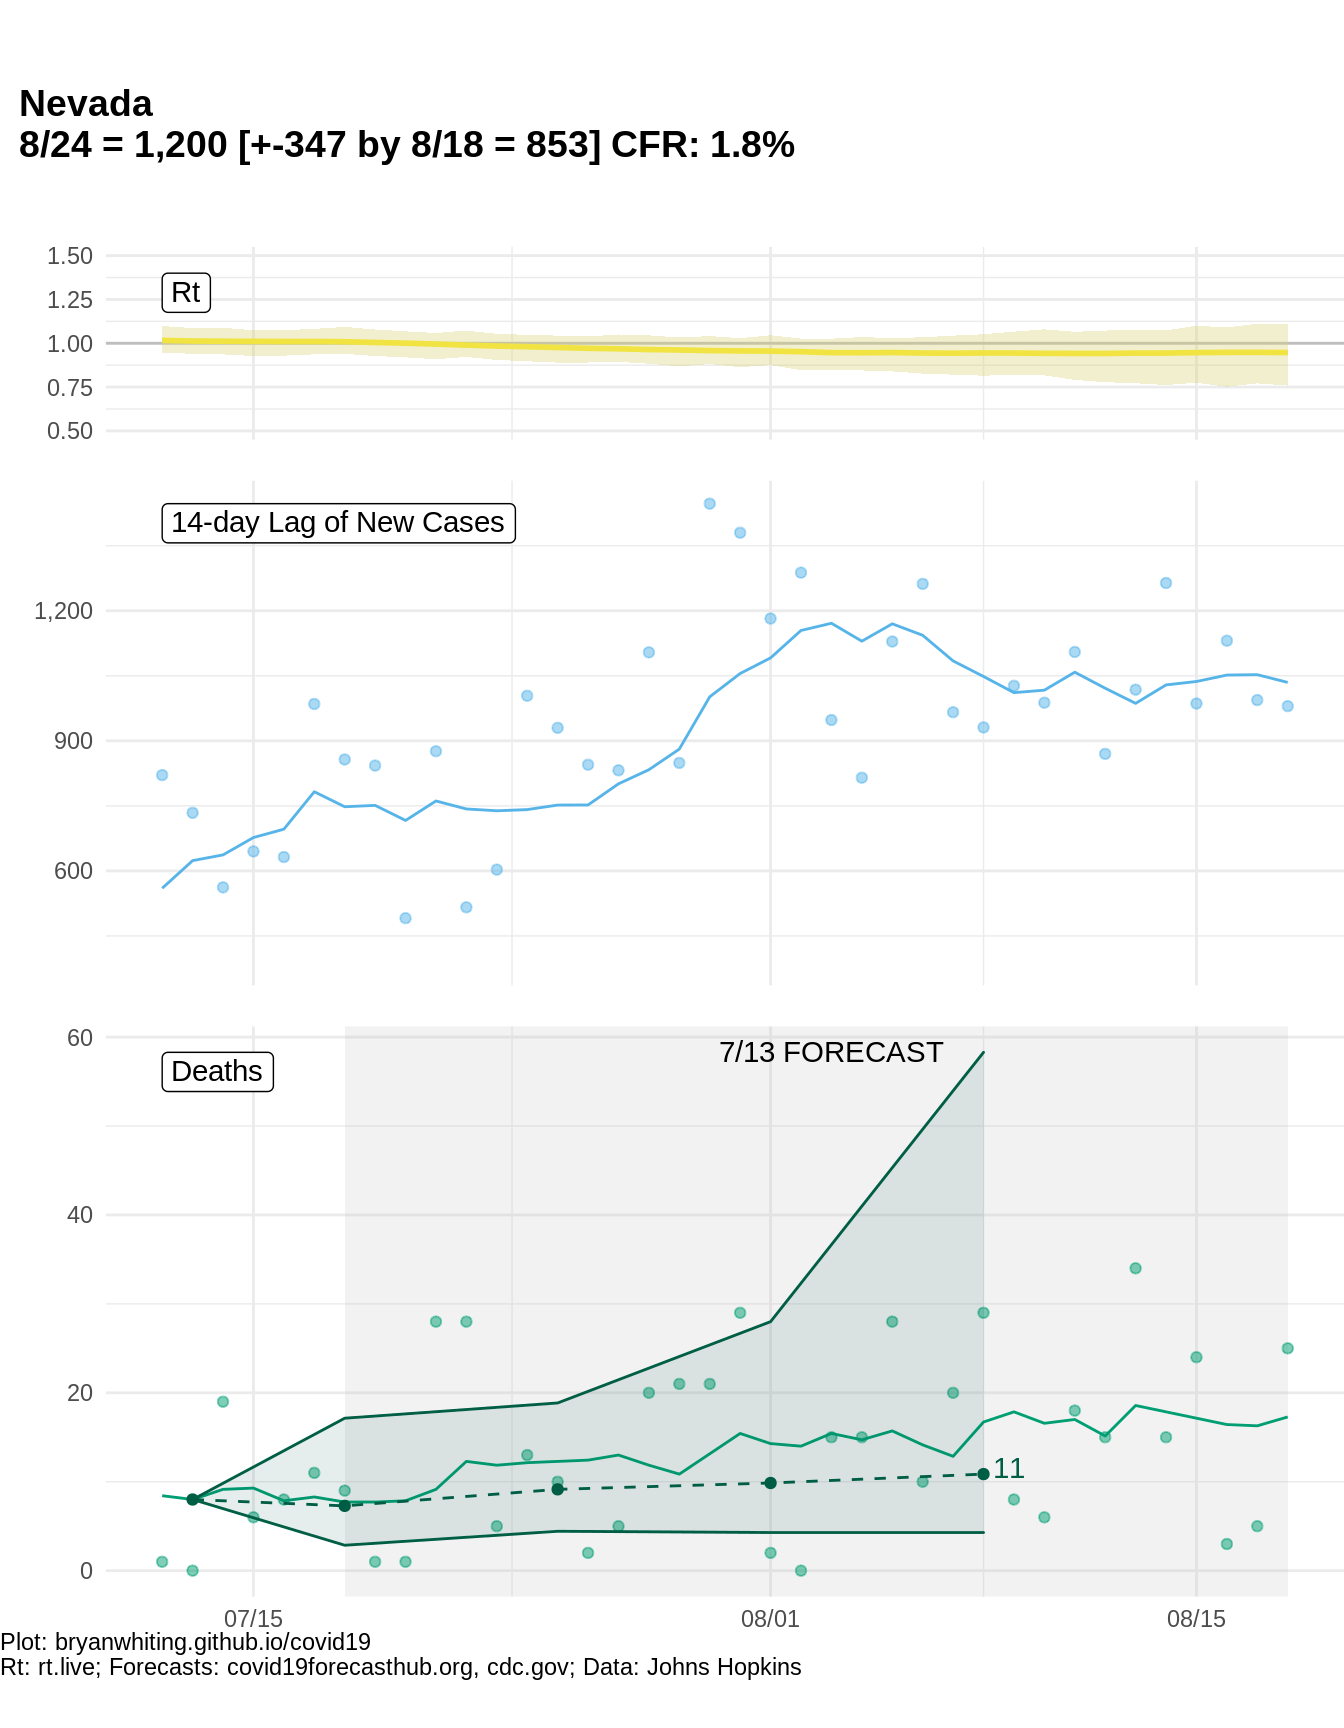 Nevada
8/24 = 1,200 [+-347 by 8/18 = 853] CFR: 1.8%
1.50
1.25
1.00
0.75
0.50
Rt
14-day Lag of New Cases
1,200
900
600
60
40
20
0
Deaths
7/13 FORECAST
11
07/15
08/01
08/15
Plot: bryanwhiting.github.io/covid19
Rt: rt.live; Forecasts: covid19forecasthub.org, cdc.gov; Data: Johns Hopkins